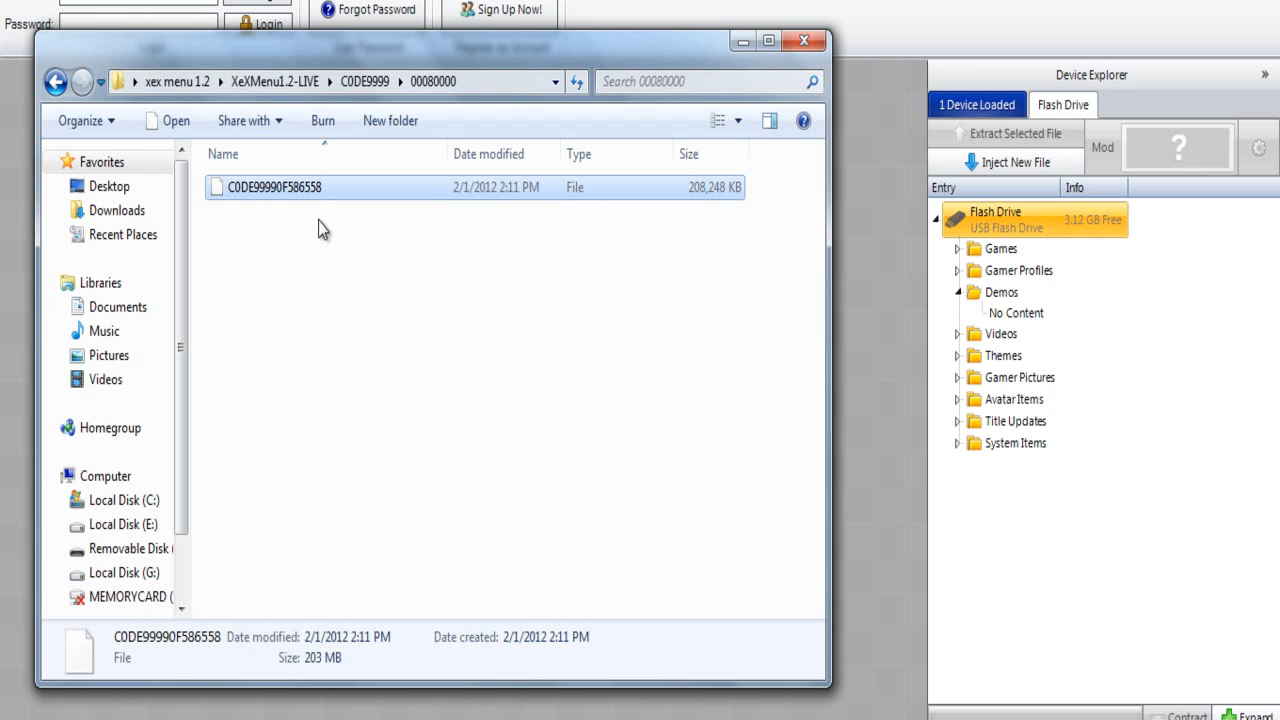 Password:
Login
Forgot Password
Sign Up Now!
xex menu 1.2
XeXMenu1.2-LIVE
C0DE9999
00080000
Search 00080000
Organize
Open
Share with
Burn
New folder
Name
Date modified
Type
Size
C0DE99990F586558
2/1/2012 2:11 PM
File
208,248 KB
Favorites
Desktop
Downloads
Recent Places
Libraries
Documents
Music
Pictures
Videos
Homegroup
Computer
Local Disk (C:)
Local Disk (E:)
Removable Disk (
Local Disk (G:)
MEMORYCARD (
C0DE99990F586558 Date modified: 2/1/2012 2:11 PM Date created: 2/1/2012 2:11 PM
File Size: 203 MB
Device Explorer
»
1 Device Loaded
Flash Drive
Extract Selected File
Inject New File
Mod
?
Entry
Info
Flash Drive
USB Flash Drive
3.12 GB Free
Games
Gamer Profiles
Demos
No Content
Videos
Themes
Gamer Pictures
Avatar Items
Title Updates
System Items
Contract
Expand